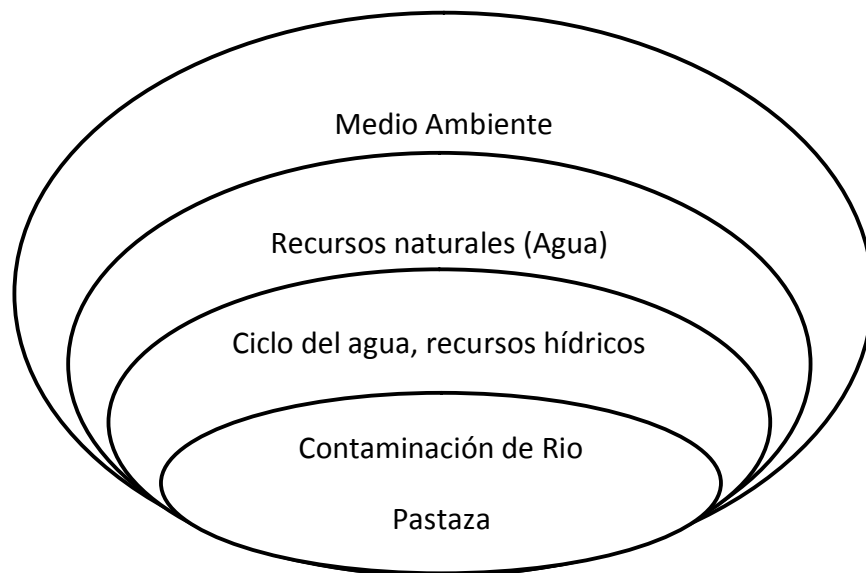 Medio Ambiente
Recursos naturales (Agua)
Ciclo del agua, recursos hídricos
Contaminación de Rio
Pastaza